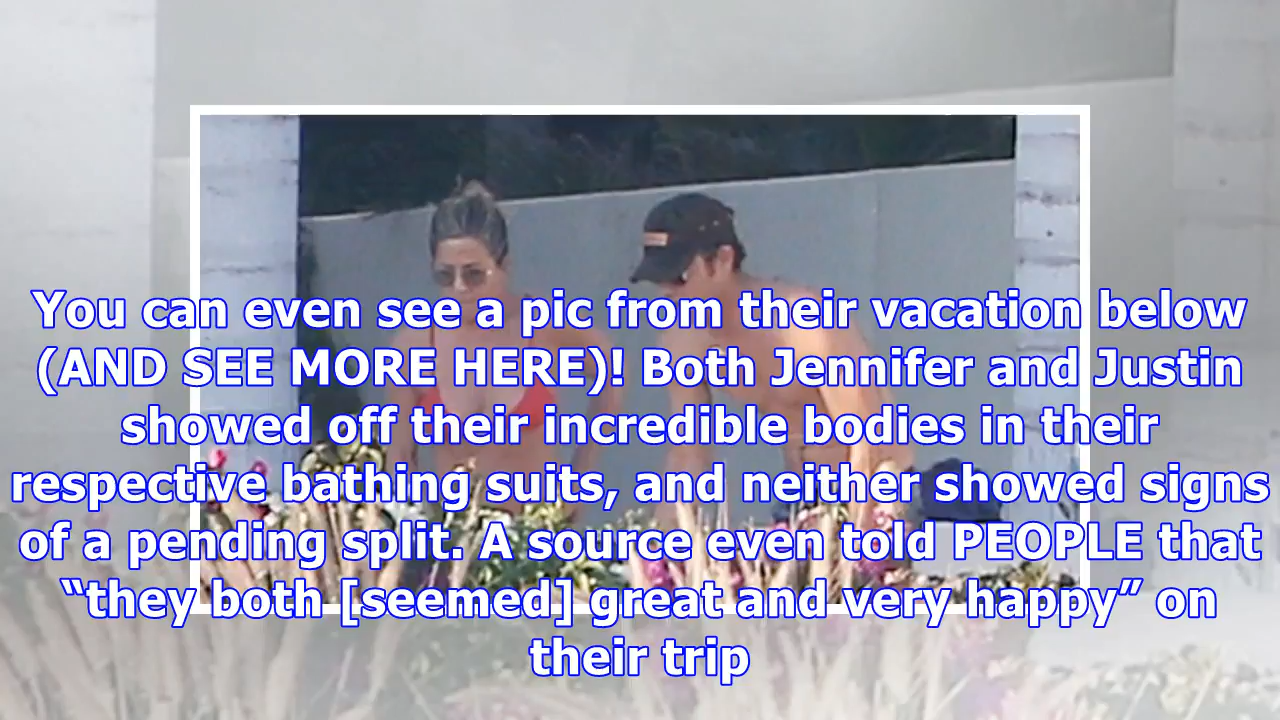 You can even see a pic from their vacation below
(AND SEE MORE HERE)! Both Jennifer and Justin
showed off their incredible bodies in their
respective bathing suits, and neither showed signs
of a pending split. A source even told PEOPLE that
“they both [seemed] great and very happy” on
their trip